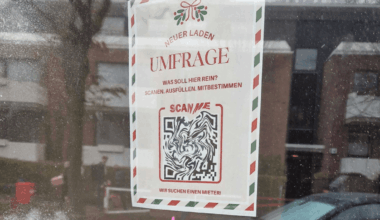 NEUER LADEN
UMFRAGE
WAS SOLL HIER REIN?
SCANNEN, AUSFÜLLEN, MITBESTIMMEN
SCAN ME
WIR SUCHEN EINEN MIETER!